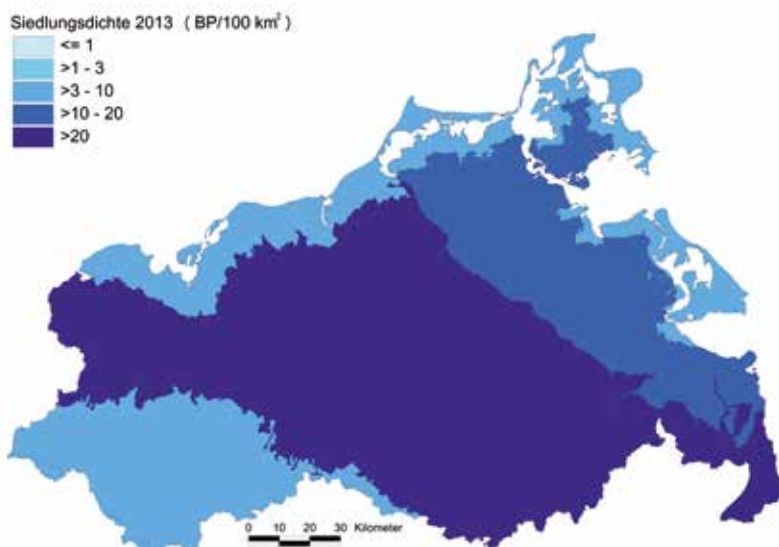 Siedlungsdichte 2013 ( BP/100 km²)
<= 1
>1 - 3
>3 - 10
>10 - 20
>20
0 10 20 30 Kilometer